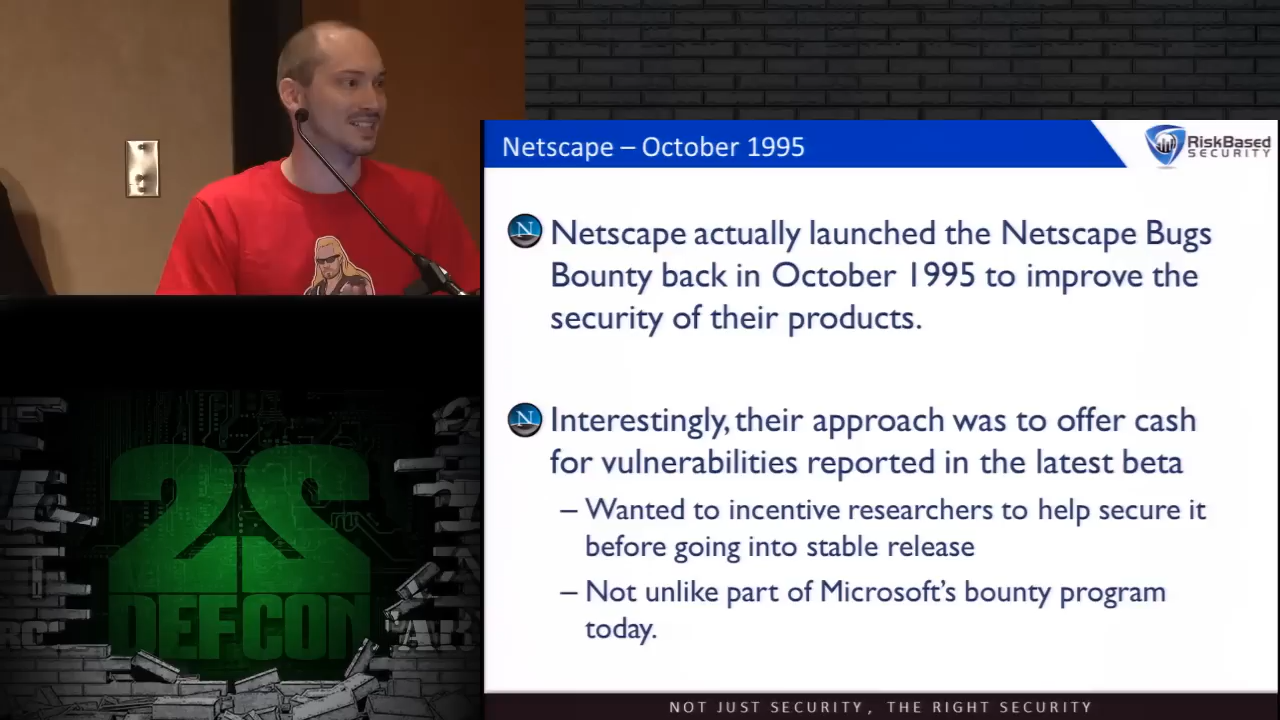 Netscape – October 1995
RiskBased
SECURITY
N
Netscape actually launched the Netscape Bugs
Bounty back in October 1995 to improve the
security of their products.
N
Interestingly, their approach was to offer cash
for vulnerabilities reported in the latest beta
– Wanted to incentive researchers to help secure it
before going into stable release
– Not unlike part of Microsoft's bounty program
today.
22
DEFCON
NOT JUST SECURITY, THE RIGHT SECURITY